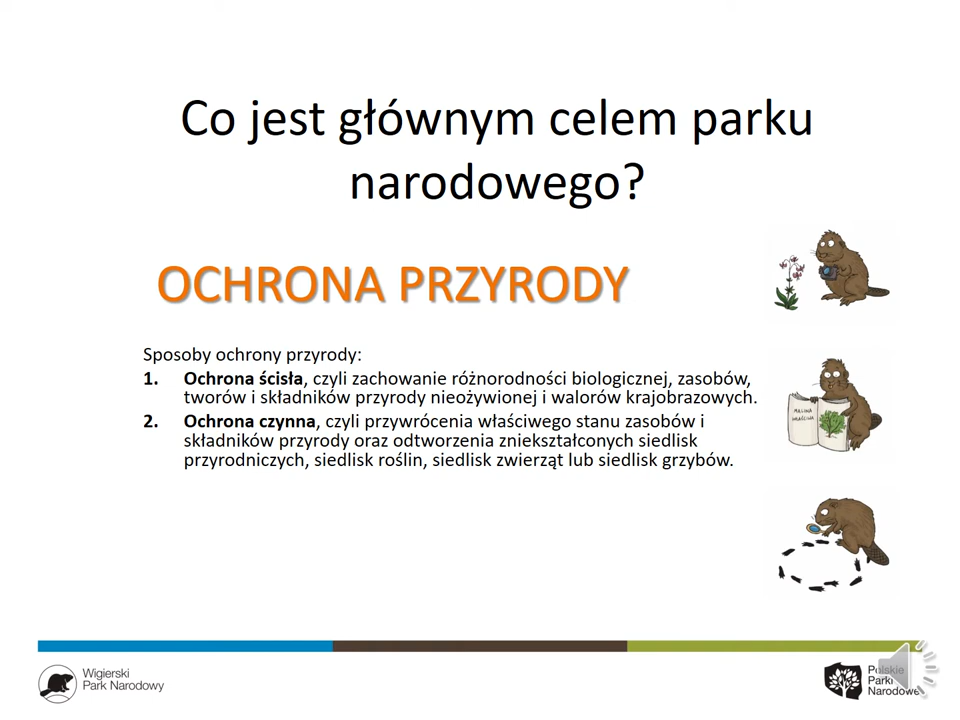 Co jest głównym celem parku
narodowego?
OCHRONA PRZYRODY
Sposoby ochrony przyrody:
1. Ochrona ścisła, czyli zachowanie różnorodności biologicznej, zasobów,
tworów i składników przyrody nieożywionej i walorów krajobrazowych.
2. Ochrona czynna, czyli przywrócenia właściwego stanu zasobów i
składników przyrody oraz odtworzenia zniekształconych siedlisk
przyrodniczych, siedlisk roślin, siedlisk zwierząt lub siedlisk grzybów.
MALINA
WŁAŚCIWA
Wigierski
Park Narodowy
Polskie
Parki
Narodowe